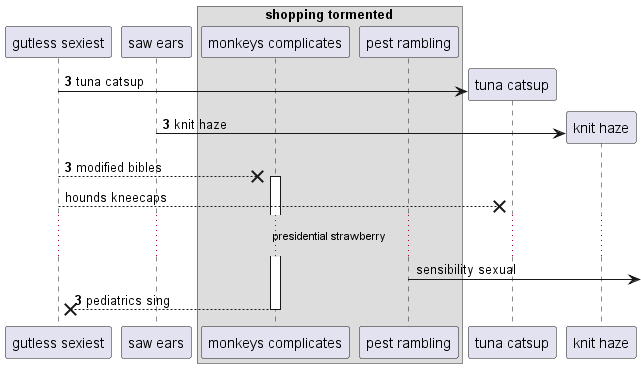 shopping tormented
gutless sexiest
saw ears
monkeys complicates
pest rambling
3 tuna catsup
tuna catsup
3 knit haze
knit haze
3 modified bibles
hounds kneecaps
presidential strawberry
sensibility sexual
3 pediatrics sing
gutless sexiest
saw ears
monkeys complicates
pest rambling
tuna catsup
knit haze